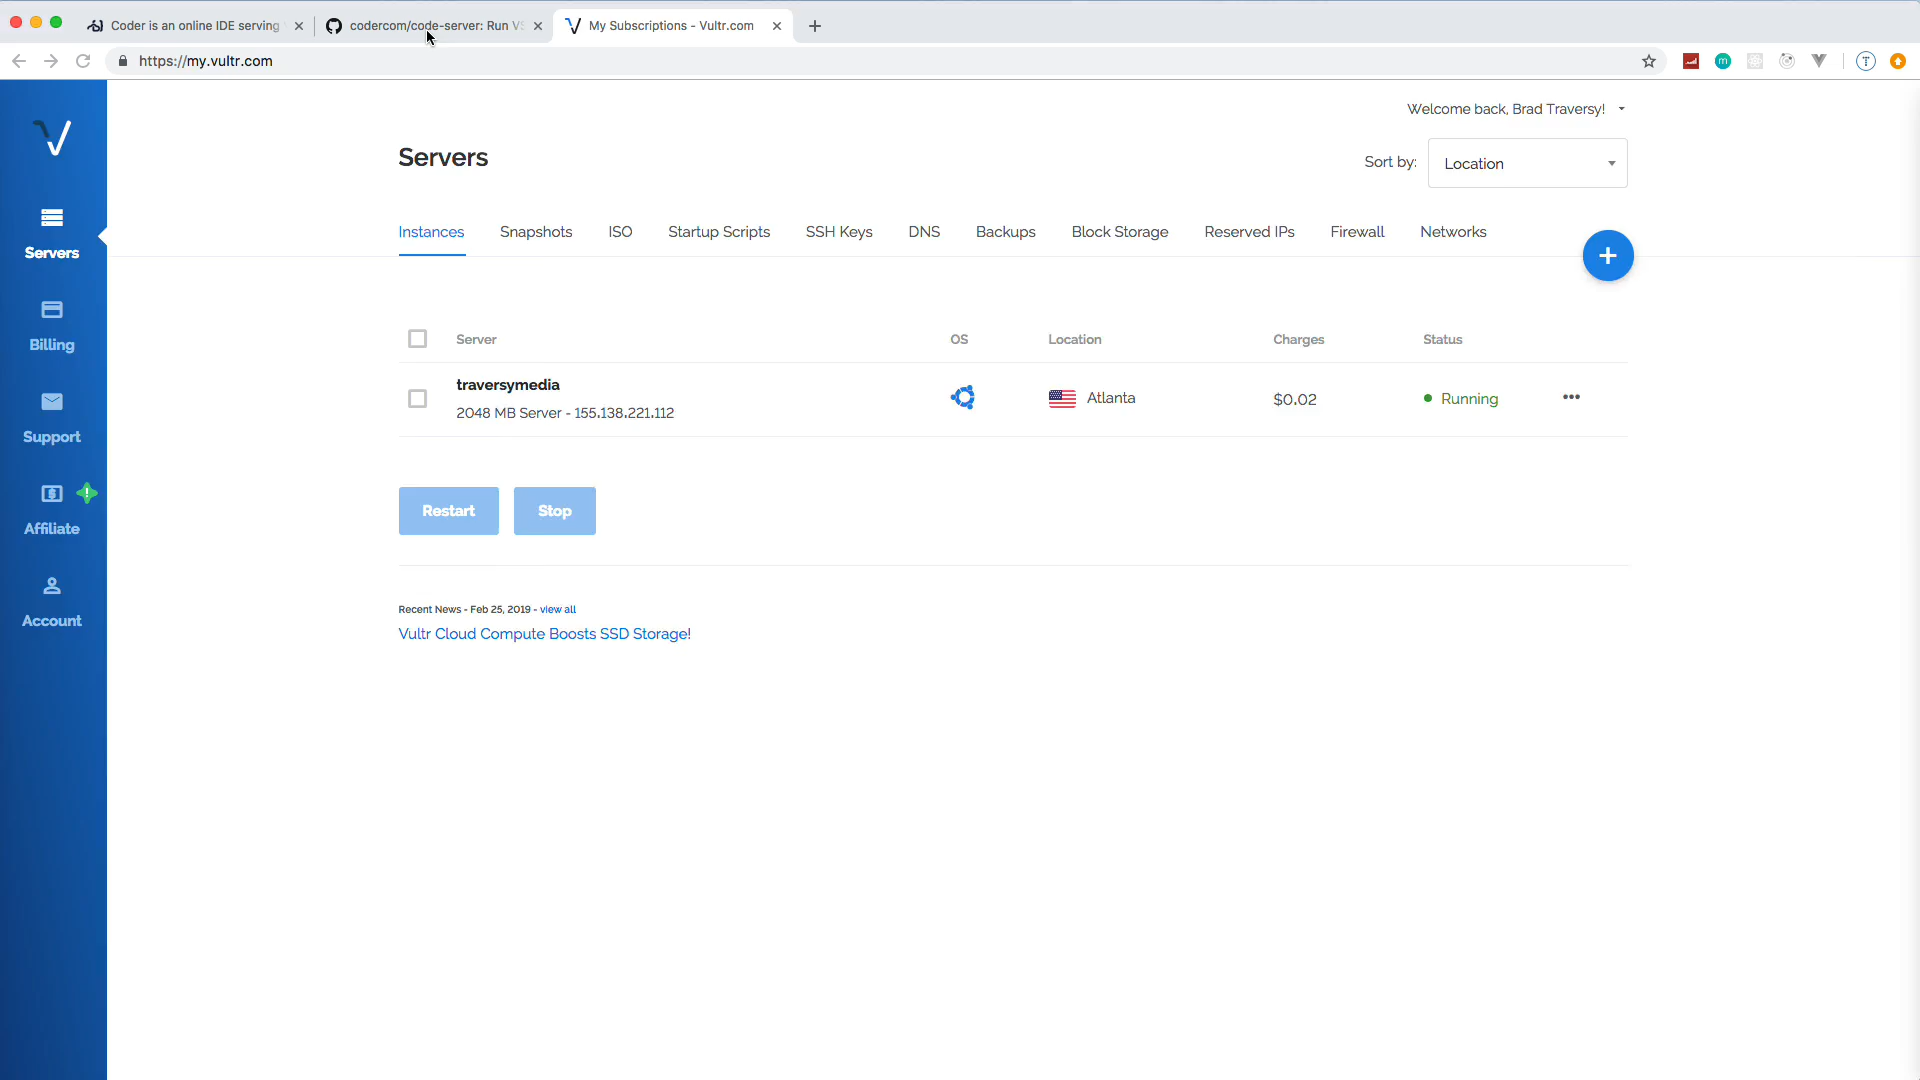 Coder is an online IDE serving
codercom/code-server: Run VS
My Subscriptions - Vultr.com
https://my.vultr.com
Welcome back, Brad Traversy!
Servers
Sort by:
Location
Instances
Snapshots
ISO
Startup Scripts
SSH Keys
DNS
Backups
Block Storage
Reserved IPs
Firewall
Networks
Servers
Billing
Support
Affiliate
Account
Server
OS
Location
Charges
Status
traversymedia
2048 MB Server - 155.138.221.112
Atlanta
$0.02
Running
Restart
Stop
Recent News - Feb 25, 2019 - view all
Vultr Cloud Compute Boosts SSD Storage!